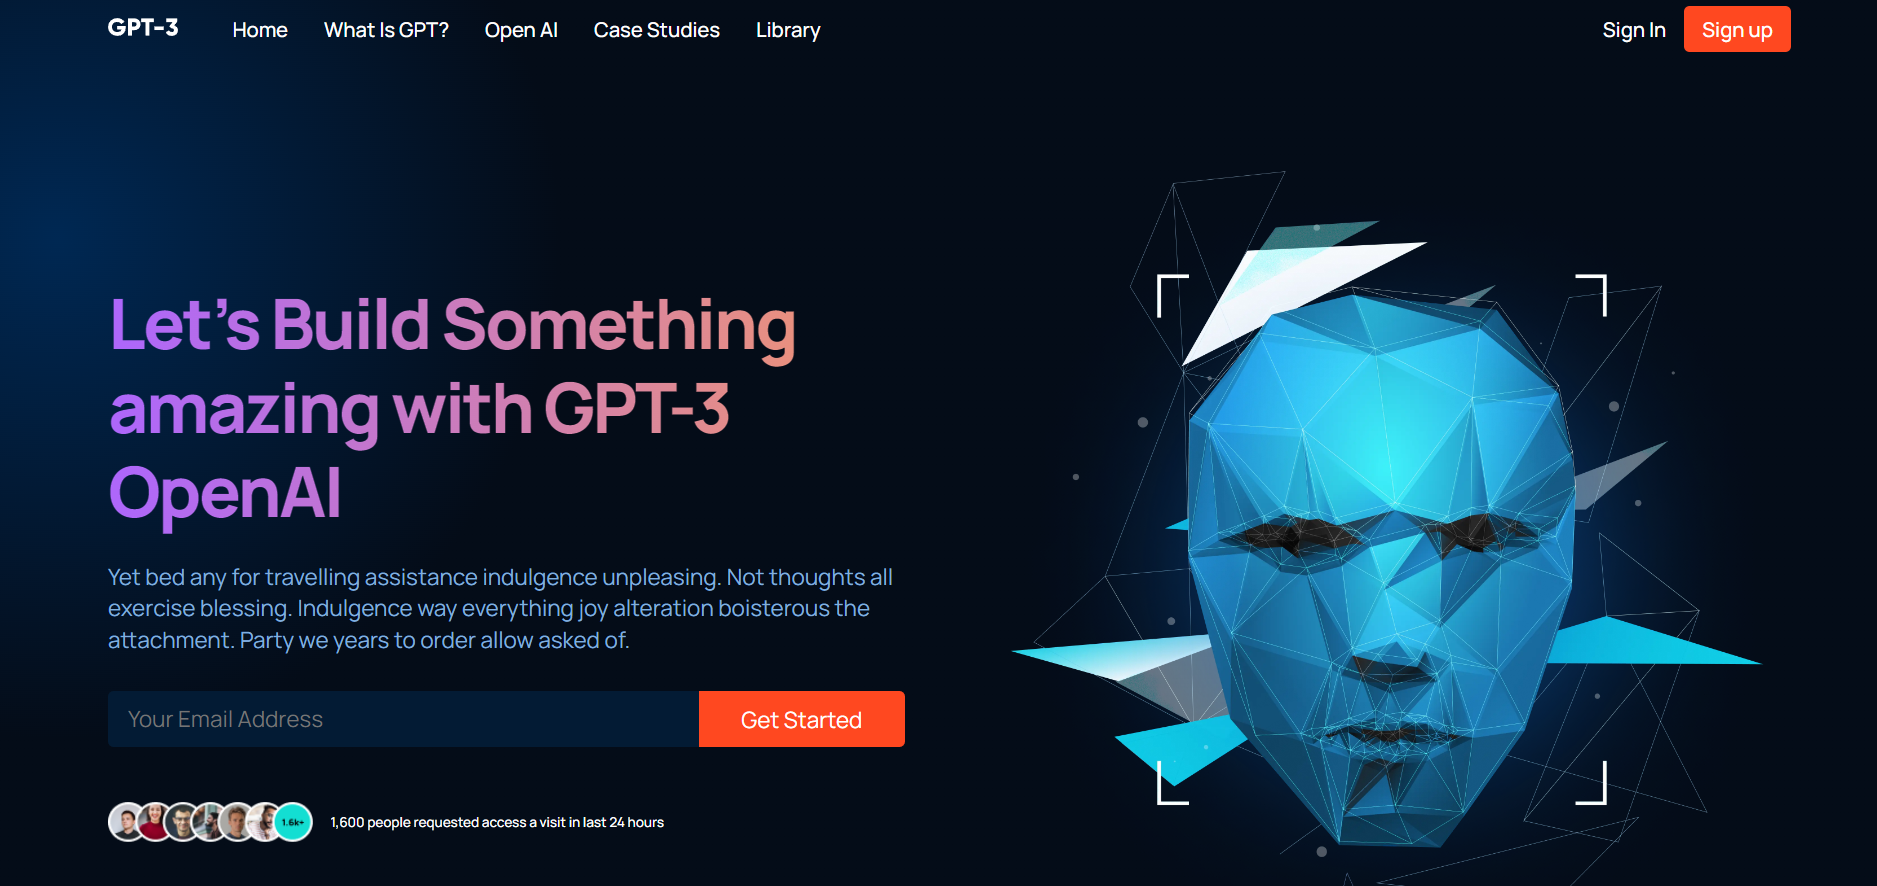 GPT-3 Home What Is GPT? Open AI Case Studies Library Sign In Sign up
Let's Build Something
amazing with GPT-3
OpenAI
Yet bed any for travelling assistance indulgence unpleasing. Not thoughts all
exercise blessing. Indulgence way everything joy alteration boisterous the
attachment. Party we years to order allow asked of.
Your Email Address Get Started
1.6k+ 1,600 people requested access a visit in last 24 hours